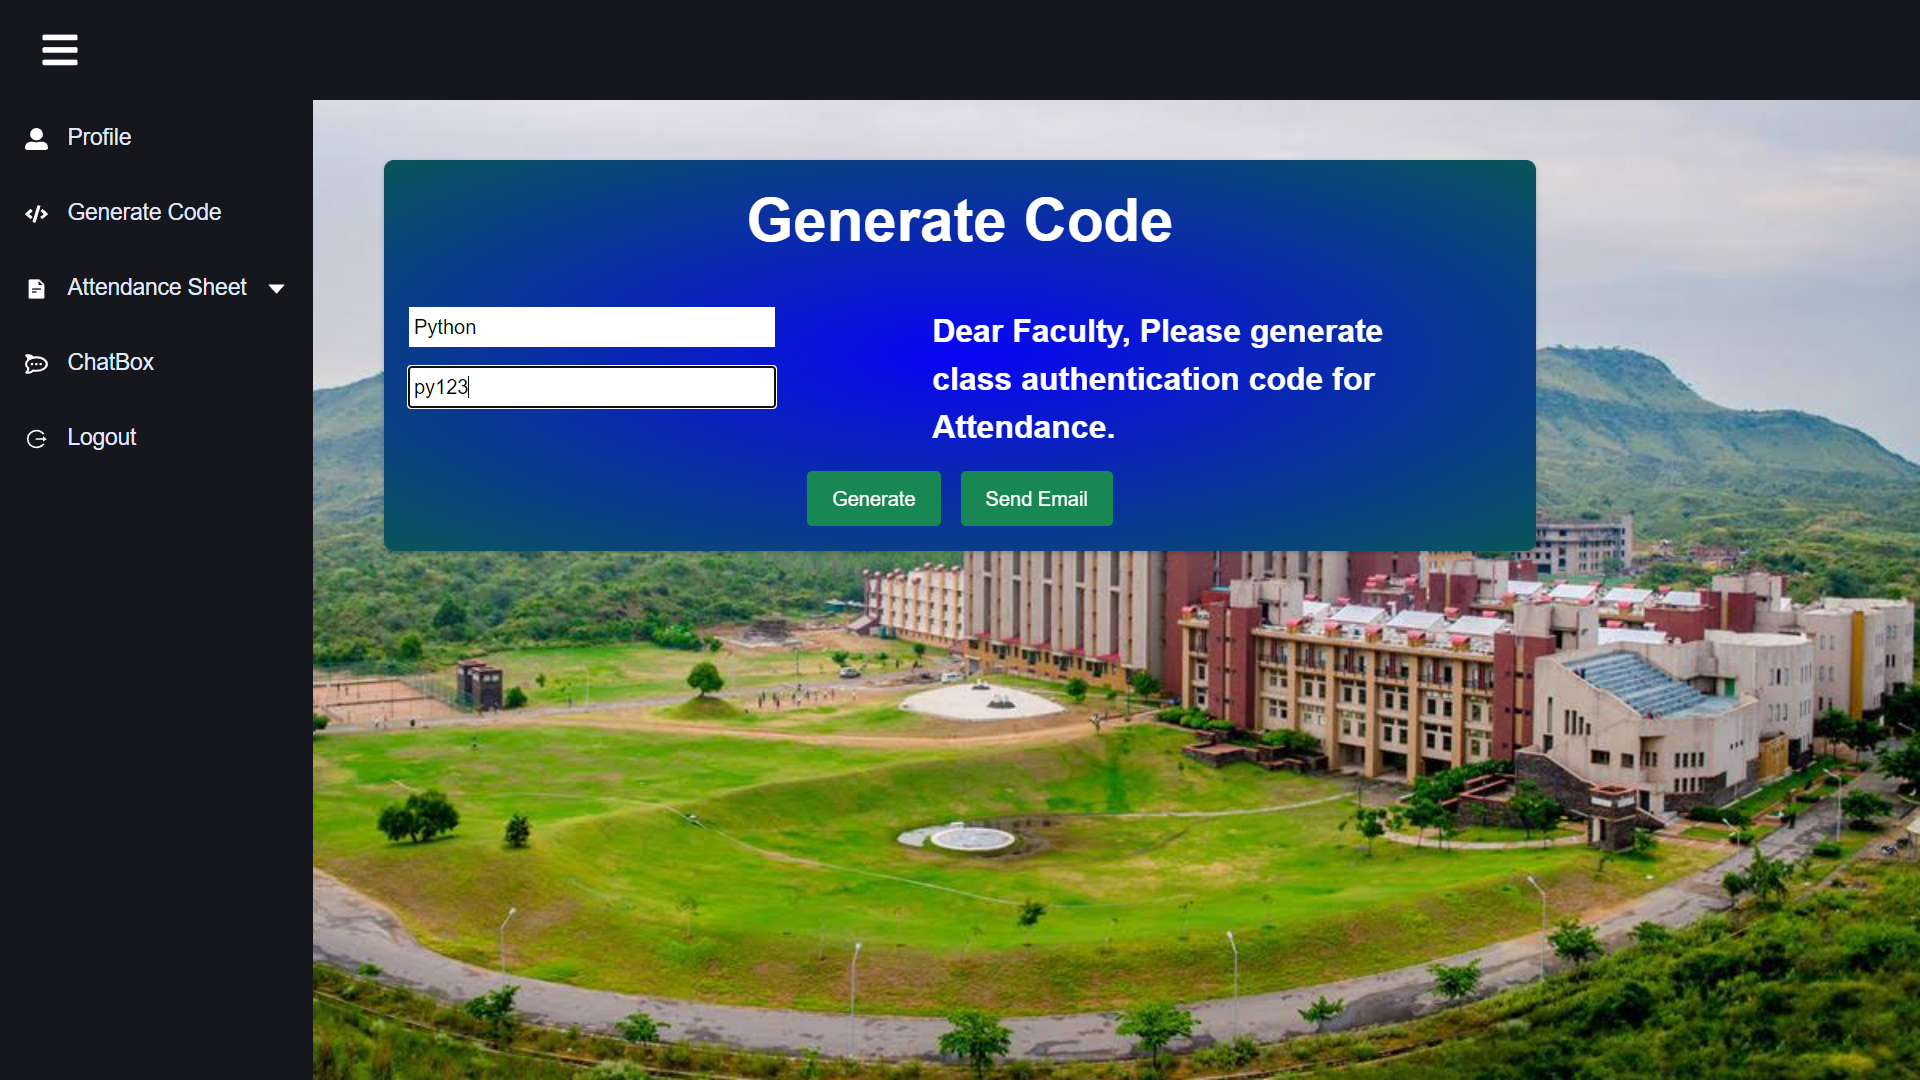 Profile
Generate Code
Attendance Sheet
ChatBox
Logout
Generate Code
Python
py123
Dear Faculty, Please generate
class authentication code for
Attendance.
Generate
Send Email